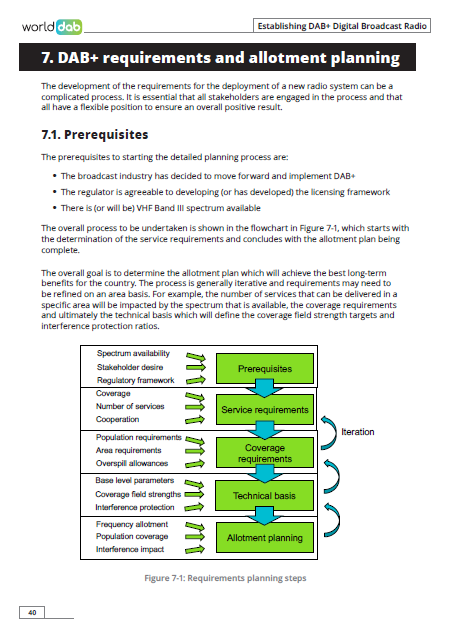 world dab
Establishing DAB+ Digital Broadcast Radio
7. DAB+ requirements and allotment planning
The development of the requirements for the deployment of a new radio system can be a
complicated process. It is essential that all stakeholders are engaged in the process and that
all have a flexible position to ensure an overall positive result.
7.1. Prerequisites
The prerequisites to starting the detailed planning process are:
• The broadcast industry has decided to move forward and implement DAB+
• The regulator is agreeable to developing (or has developed) the licensing framework
• There is (or will be) VHF Band III spectrum available
The overall process to be undertaken is shown in the flowchart in Figure 7-1, which starts with
the determination of the service requirements and concludes with the allotment plan being
complete.
The overall goal is to determine the allotment plan which will achieve the best long-term
benefits for the country. The process is generally iterative and requirements may need to
be refined on an area basis. For example, the number of services that can be delivered in a
specific area will be impacted by the spectrum that is available, the coverage requirements
and ultimately the technical basis which will define the coverage field strength targets and
interference protection ratios.
Spectrum availability
Stakeholder desire
Regulatory framework
Prerequisites
Coverage
Number of services
Cooperation
Service requirements
Population requirements
Area requirements
Overspill allowances
Coverage
requirements
Iteration
Base level parameters
Coverage field strengths
Interference protection
Technical basis
Frequency allotment
Population coverage
Interference impact
Allotment planning
Figure 7-1: Requirements planning steps
40